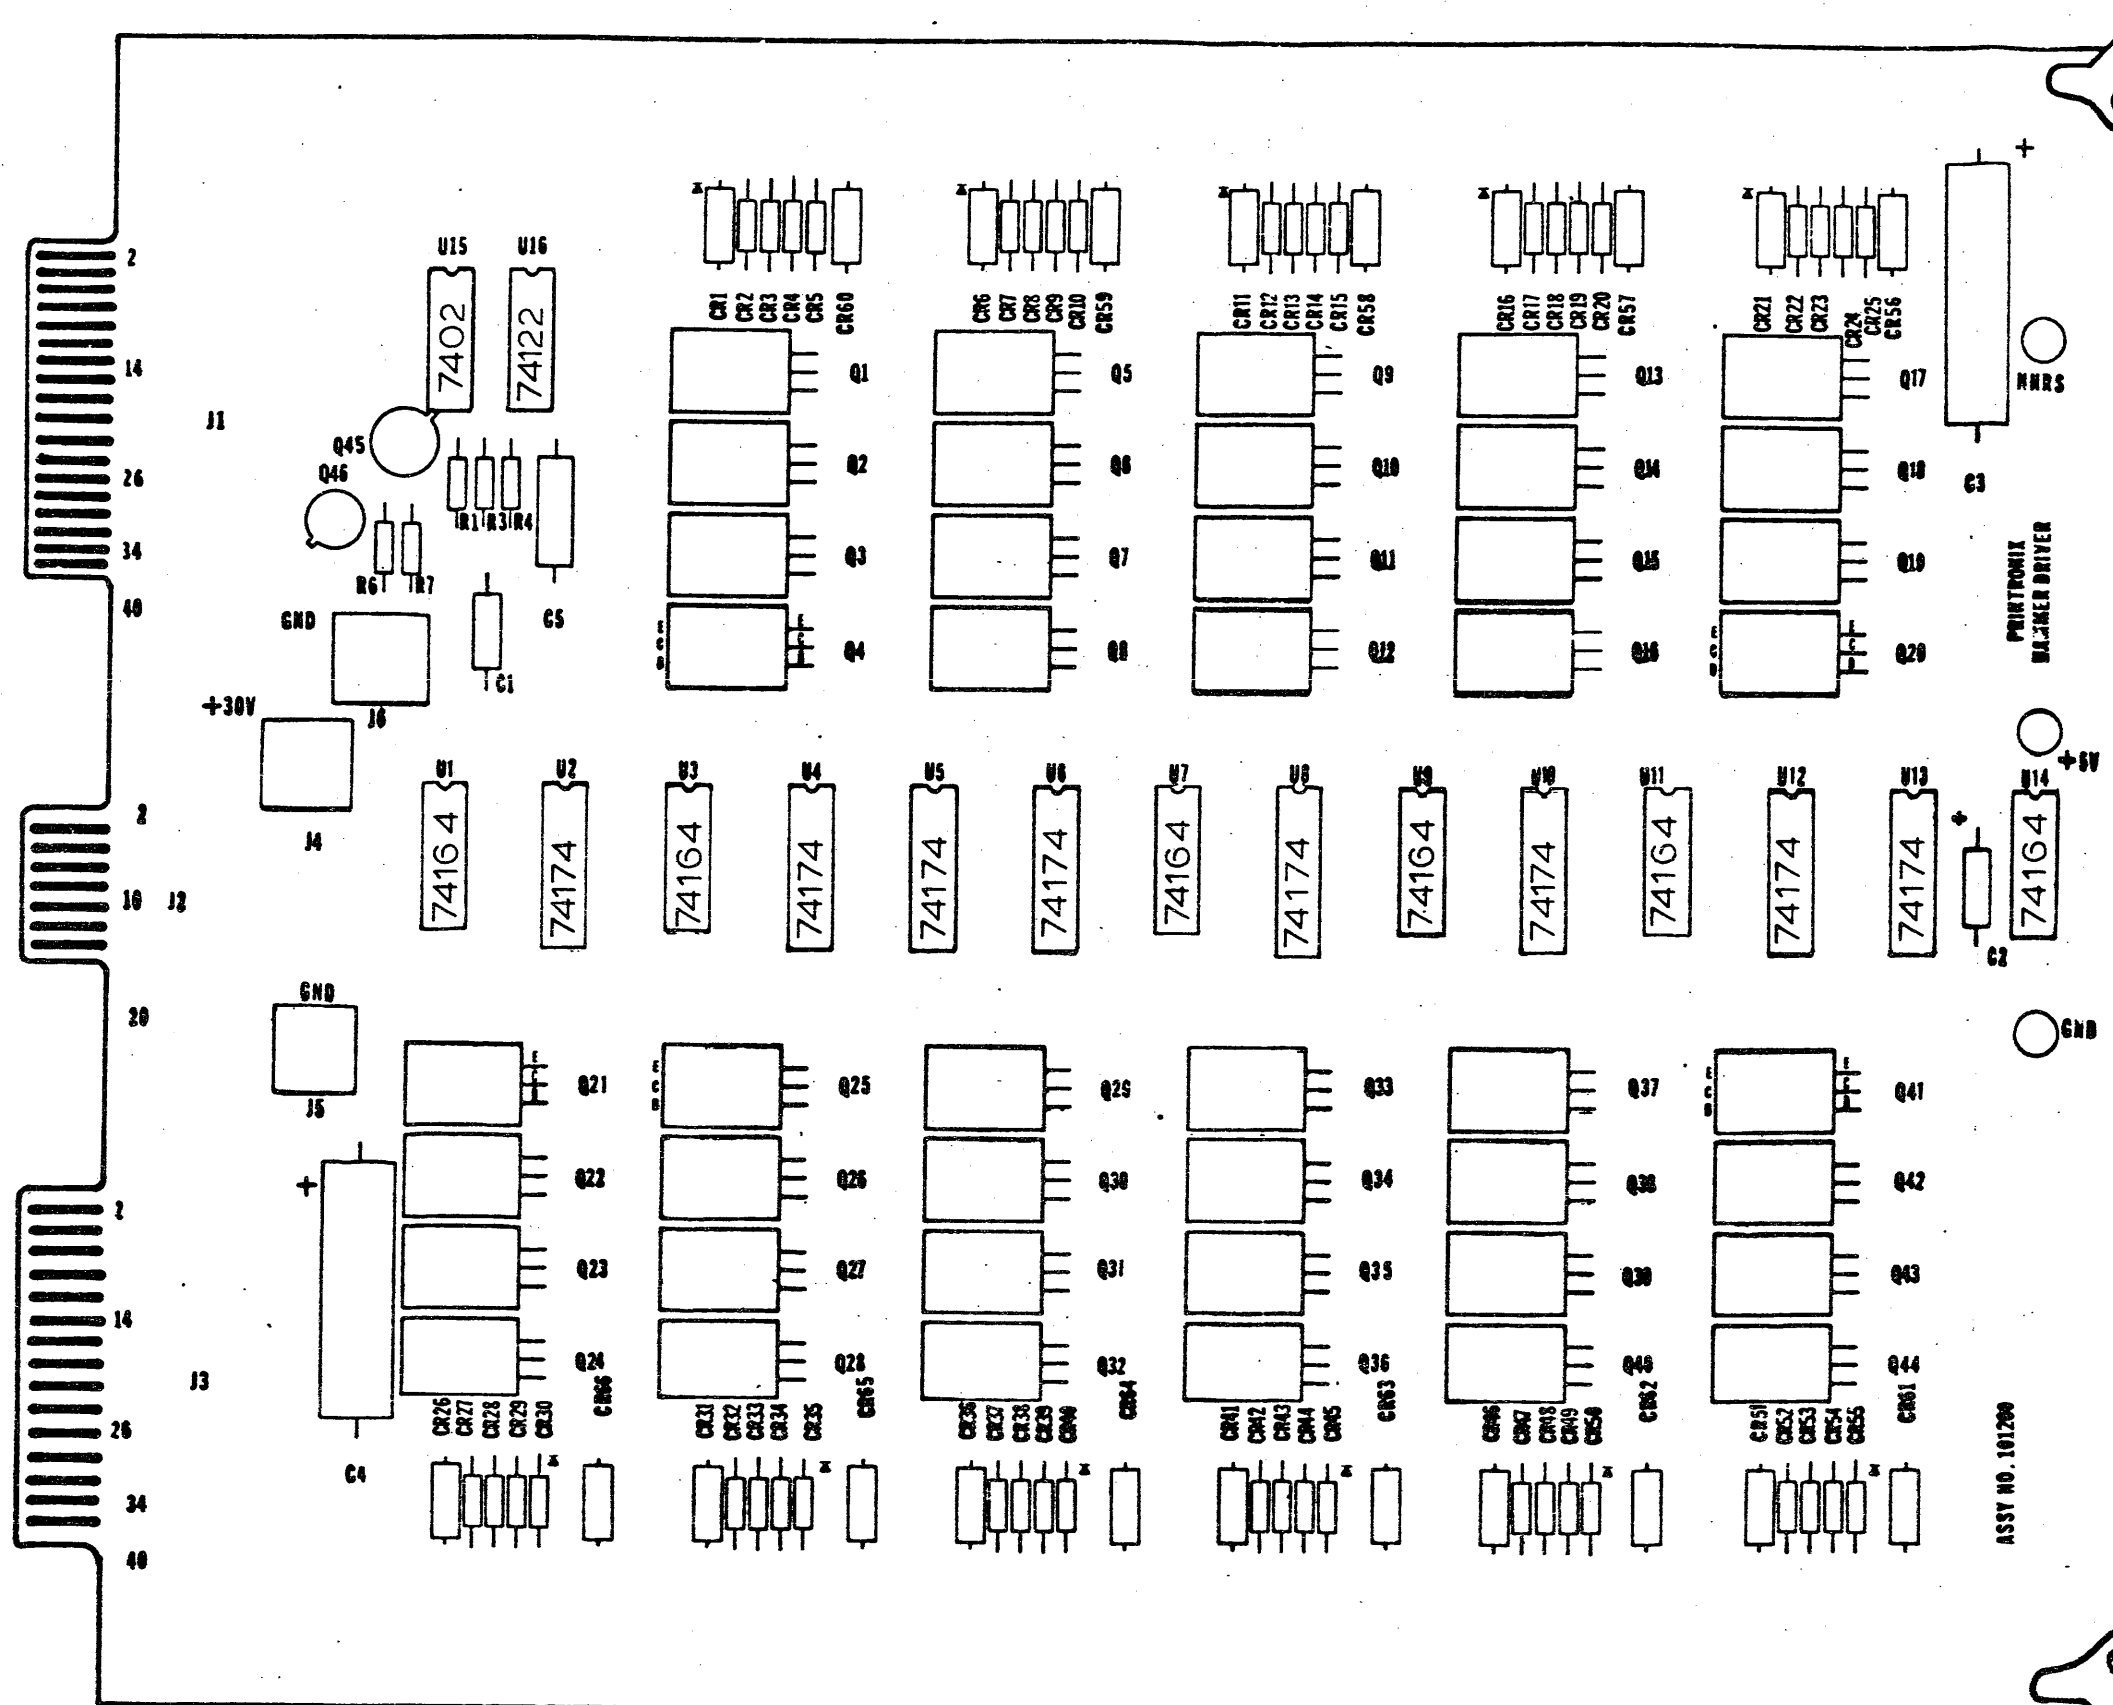 2
14
26
34
40
J1
U15
U16
7402
74122
Q45
Q46
R1 R3 R4
R6
R7
C5
C1
GND
J6
+30V
J4
CR1 CR2 CR3 CR4 CR5 CR60
CR6 CR7 CR8 CR9 CR10 CR59
CR11 CR12 CR13 CR14 CR15 CR58
CR16 CR17 CR18 CR19 CR20 CR57
CR21 CR22 CR23 CR24 CR25 CR56
Q1 Q5 Q9 Q13 Q17
Q2 Q6 Q10 Q14 Q18
Q3 Q7 Q11 Q15 Q19
E
C
B
Q4 Q8 Q12 Q16 Q20
E
C
B
+
C3
PRINTRONIX
HAMMER DRIVER
+5V
2
10
J2
20
U1 U2 U3 U4 U5 U6 U7 U8 U9 U10 U11 U12 U13 U14
74164 74174 74164 74174 74174 74174 74164 74174 74164 74174 74164 74174 74174 74164
+
C2
GND
GND
J5
+
C4
E
E
C
B
E
C
B
Q21 Q25 Q29 Q33 Q37 Q41
Q22 Q26 Q30 Q34 Q38 Q42
Q23 Q27 Q31 Q35 Q39 Q43
Q24 Q28 Q32 Q36 Q40 Q44
CR26 CR27 CR28 CR29 CR30 CR66
CR31 CR32 CR33 CR34 CR35 CR65
CR36 CR37 CR38 CR39 CR40 CR64
CR41 CR42 CR43 CR44 CR45 CR63
CR46 CR47 CR48 CR49 CR50 CR62
CR51 CR52 CR53 CR54 CR55 CR61
2
14
26
34
40
J3
ASSY NO. 101200